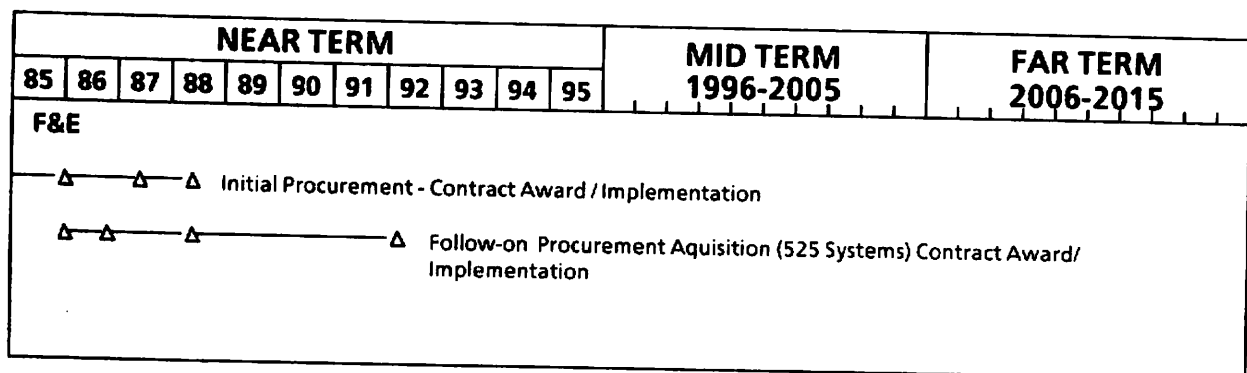 NEAR TERM
MID TERM
1996-2005
FAR TERM
2006-2015
85 86 87 88 89 90 91 92 93 94 95
F&E
Initial Procurement - Contract Award / Implementation
Follow-on Procurement Aquisition (525 Systems) Contract Award/
Implementation